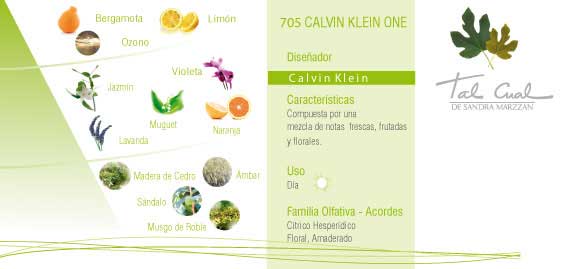 Bergamota
Limón
Ozono
Violeta
Jazmín
Muguet
Naranja
Lavanda
Madera de Cedro
Ámbar
Sándalo
Musgo de Roble
705 CALVIN KLEIN ONE
Diseñador
Calvin Klein
Características
Compuesta por una
mezcla de notas frescas, frutadas
y florales.
Uso
Día
Familia Olfativa - Acordes
Cítrico Hesperídico
Floral, Amaderado
Tal Cual
DE SANDRA MARZZAN